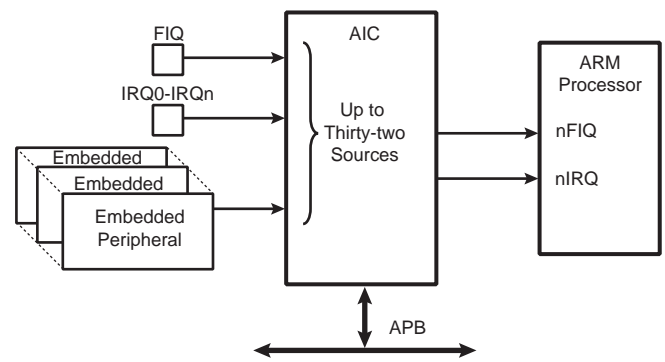 FIQ
IRQ0-IRQn
Embedded
Embedded
Embedded
Peripheral
AIC
Up to
Thirty-two
Sources
ARM
Processor
nFIQ
nIRQ
APB